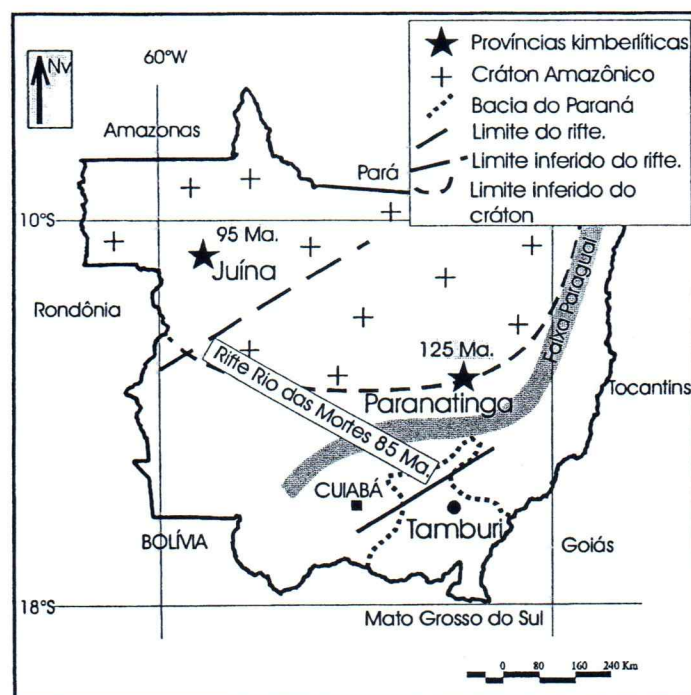 Nv
60°W
Províncias kimberlíticas
Cráton Amazônico
Bacia do Paraná
Limite do rifte.
Limite inferido do rifte.
Limite inferido do
cráton
Amazonas
Pará
10°S
95 Ma.
Juína
Rondônia
Faixa Paraguai
125 Ma.
Paranatinga
Tocantins
Rifte Rio das Mortes 85 Ma.
CUIABÁ
Tamburi
BOLÍVIA
Goiás
18°S
Mato Grosso do Sul
0 80 160 240 Km